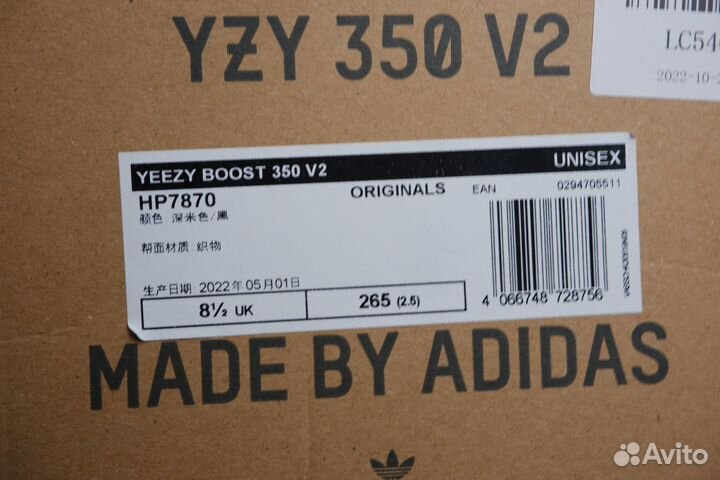 YZY 350 V2
2022-10-2
YEEZY BOOST 350 V2 UNISEX
HP7870 ORIGINALS EAN 0294705511
颜色: 深米色/黑
帮面材质: 织物
生产日期: 2022年05月01日
8½ UK 265 (2.5)
4 066748 728756
MADE BY ADIDAS
Avito